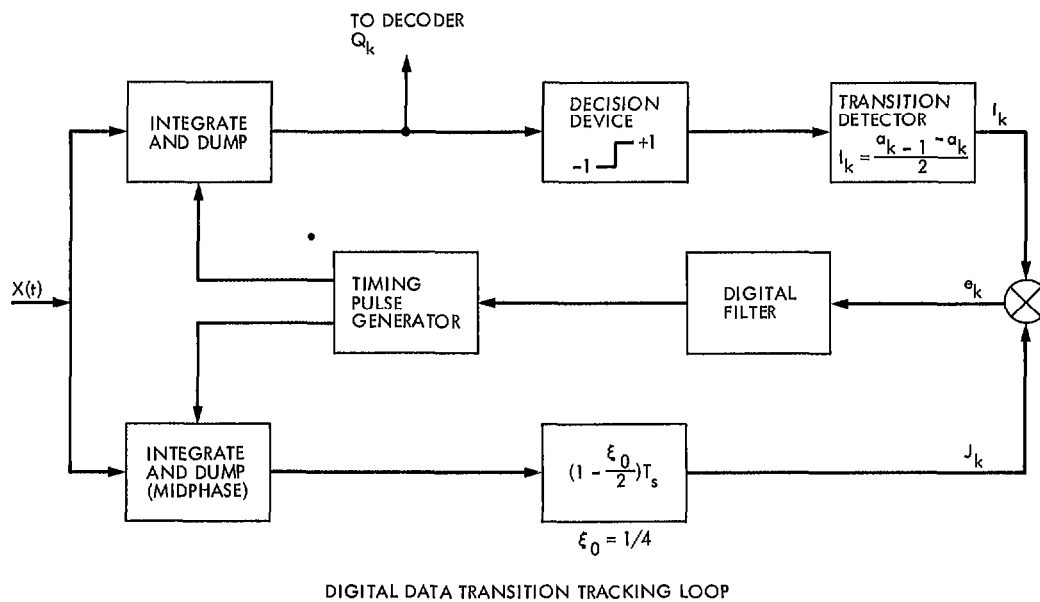 TO DECODER
Q_k
INTEGRATE
AND DUMP
DECISION
DEVICE
-1 +1
TRANSITION
DETECTOR
I_k = (a_{k-1} - a_k)/2
I_k
X(t)
TIMING
PULSE
GENERATOR
DIGITAL
FILTER
e_k
INTEGRATE
AND DUMP
(MIDPHASE)
(1 - ξ_0/2)T_s
J_k
ξ_0 = 1/4
DIGITAL DATA TRANSITION TRACKING LOOP